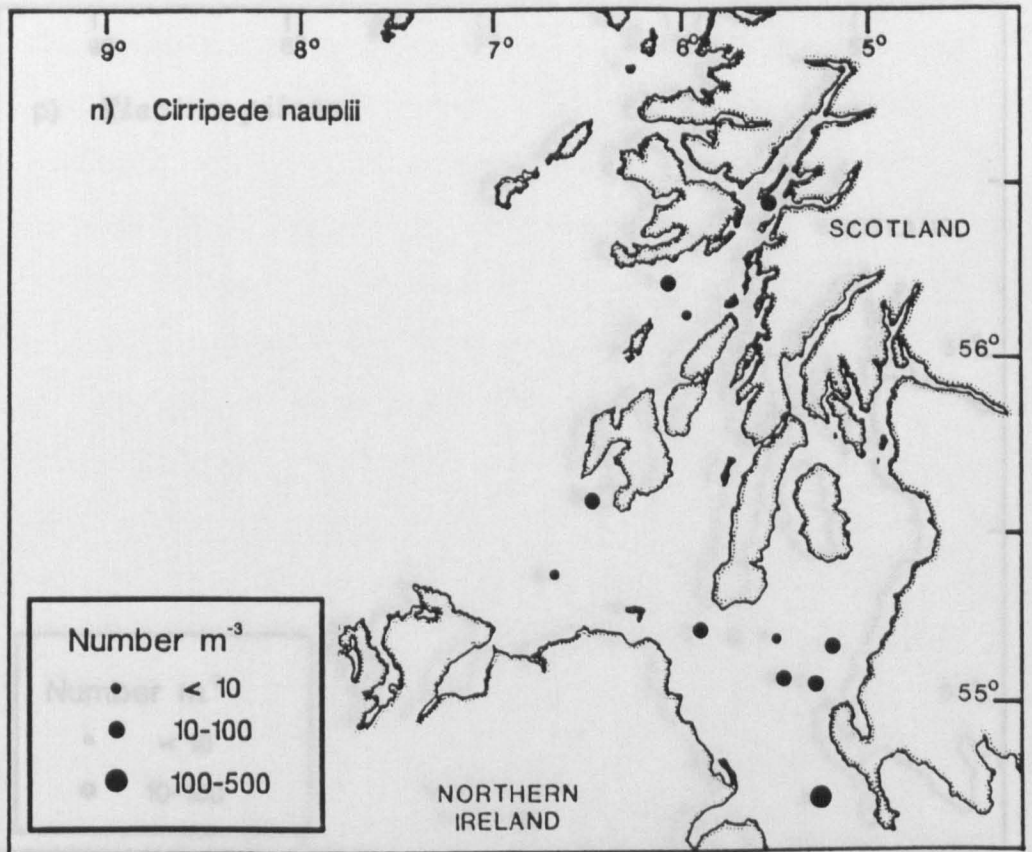 9° 8° 7° 6° 5°
n) Cirripede nauplii
SCOTLAND
56°
55°
Number m⁻³
< 10
10-100
100-500
NORTHERN
IRELAND